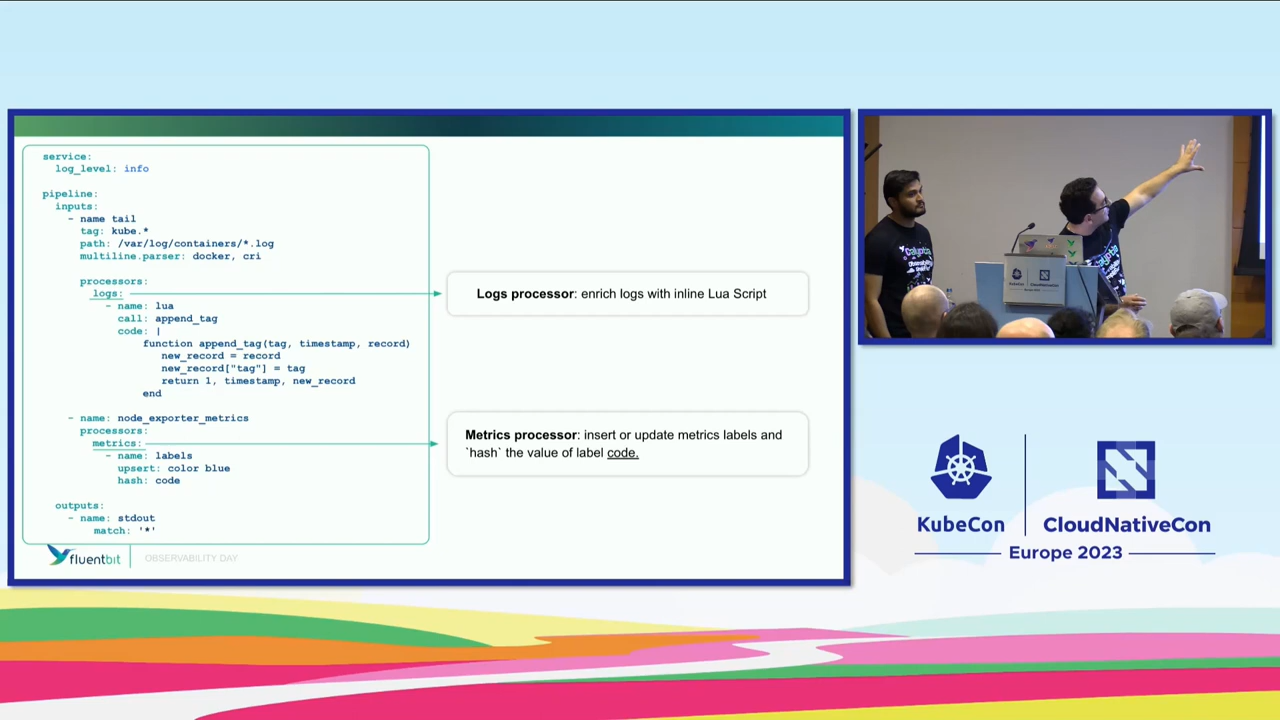 service:
log_level: info
pipeline:
inputs:
- name tail
tag: kube.*
path: /var/log/containers/*.log
multiline.parser: docker, cri
processors:
logs:
- name: lua
call: append_tag
code: |
function append_tag(tag, timestamp, record)
new_record = record
new_record["tag"] = tag
return 1, timestamp, new_record
end
- name: node_exporter_metrics
processors:
metrics:
- name: labels
upsert: color blue
hash: code
outputs:
- name: stdout
match: '*'
Logs processor: enrich logs with inline Lua Script
Metrics processor: insert or update metrics labels and
`hash` the value of label code.
fluentbit
OBSERVABILITY DAY
KubeCon
CloudNativeCon
Europe 2023